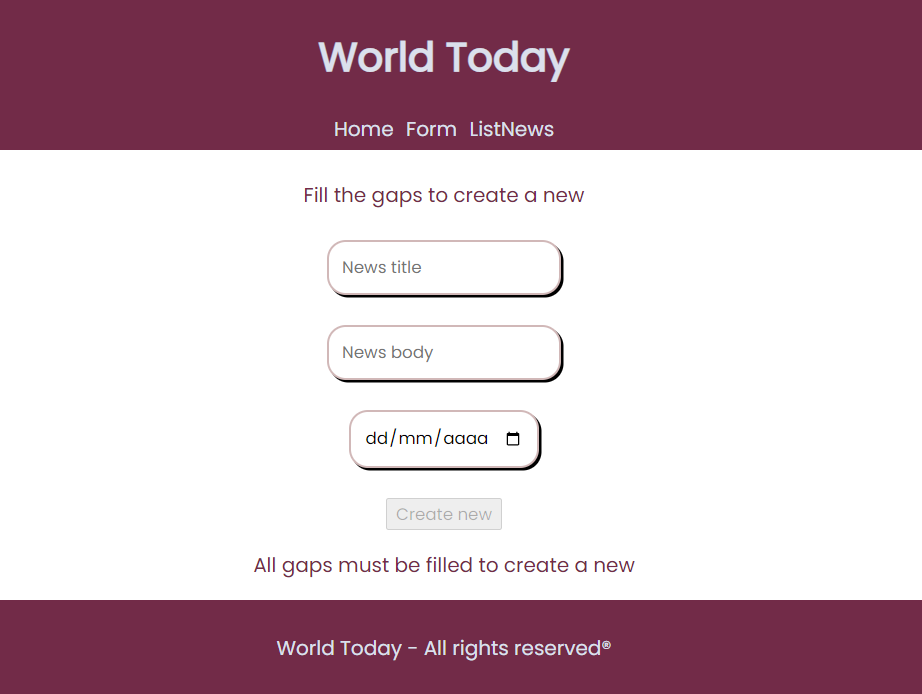 World Today
Home Form ListNews
Fill the gaps to create a new
News title
News body
dd/mm/aaaa
Create new
All gaps must be filled to create a new
World Today - All rights reserved®